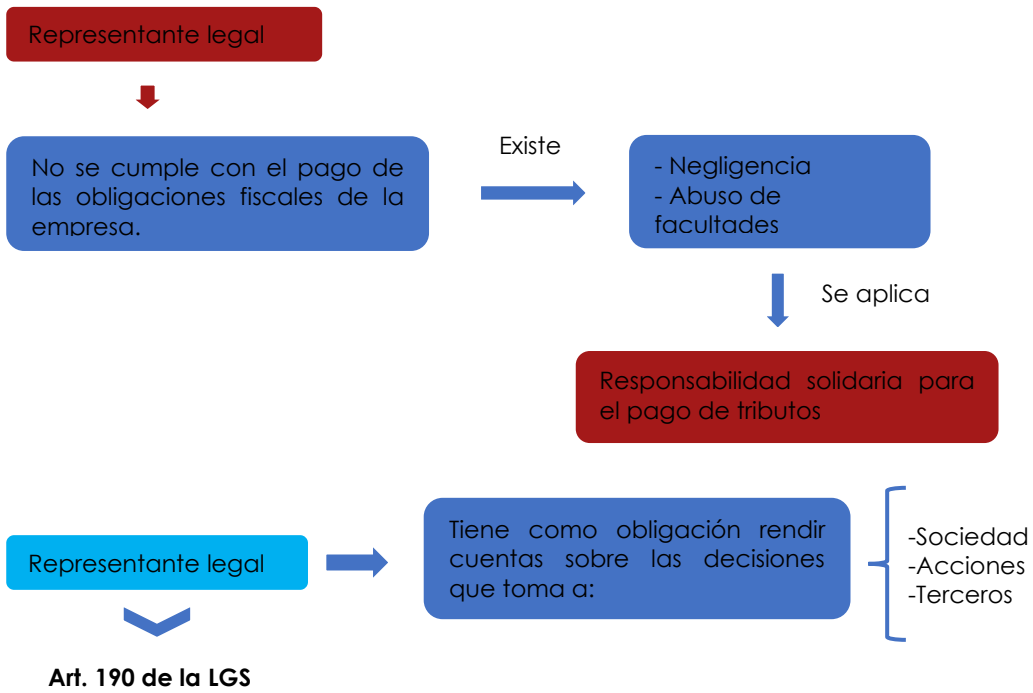 Representante legal
No se cumple con el pago de
las obligaciones fiscales de la
empresa.
Existe
- Negligencia
- Abuso de
facultades
Se aplica
Responsabilidad solidaria para
el pago de tributos
Representante legal
Tiene como obligación rendir
cuentas sobre las decisiones
que toma a:
-Sociedad
-Acciones
-Terceros
Art. 190 de la LGS